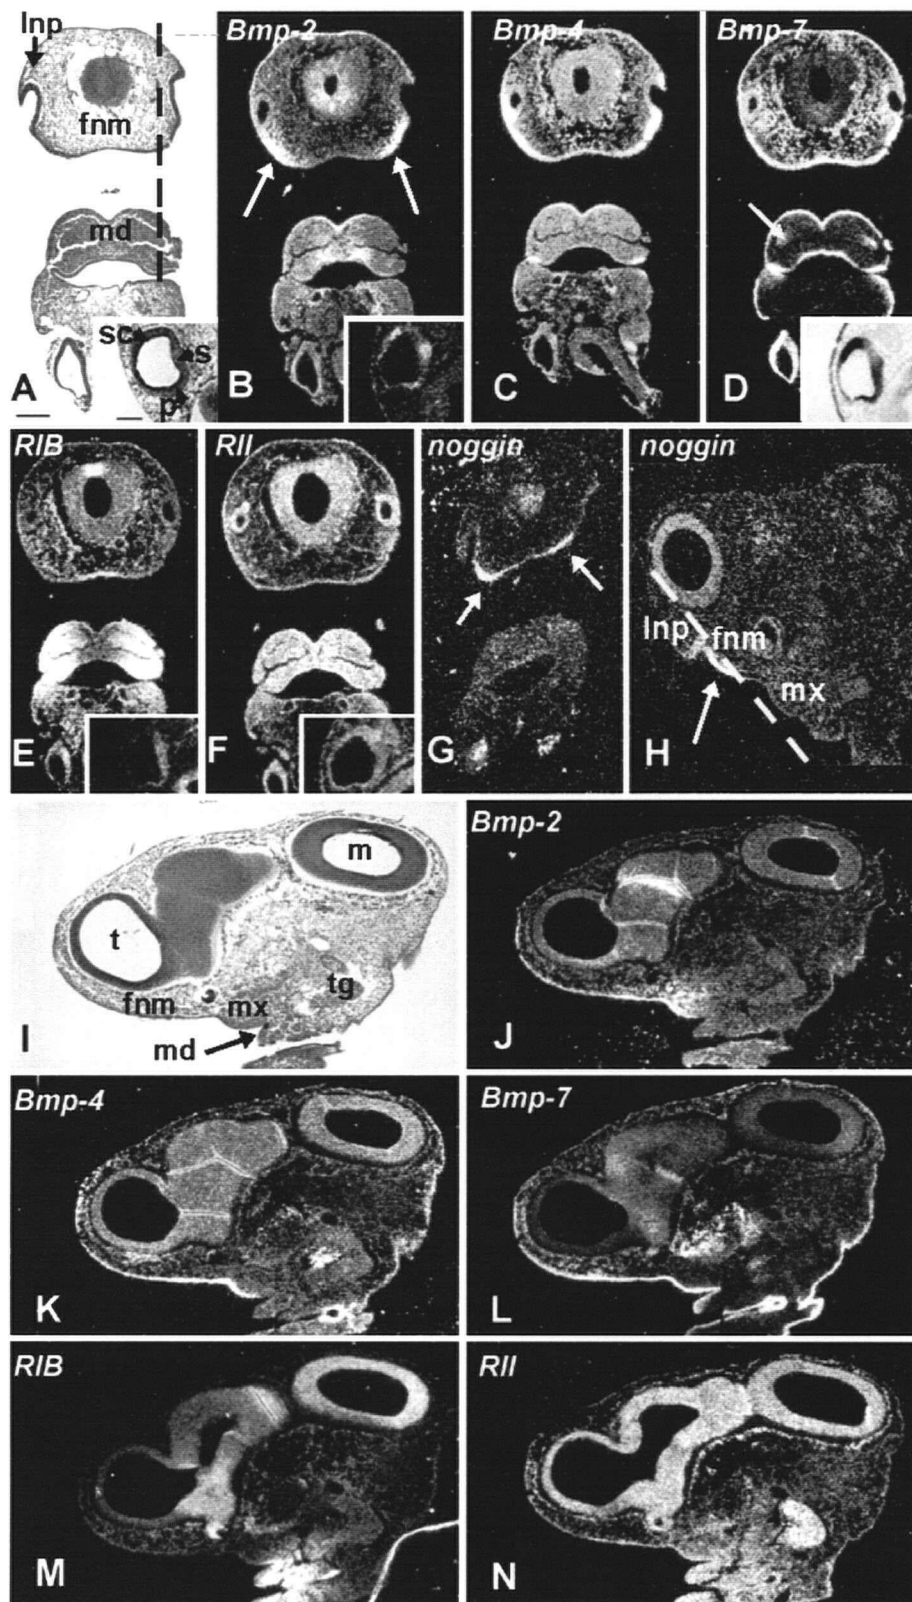 lnp
Bmp-2
Bmp-4
Bmp-7
fnm
md
sc
s
p
A
B
C
D
RIB
RII
noggin
noggin
lnp
fnm
mx
E
F
G
H
Bmp-2
m
t
tg
fnm
mx
md
I
J
Bmp-4
Bmp-7
K
L
RIB
RII
M
N